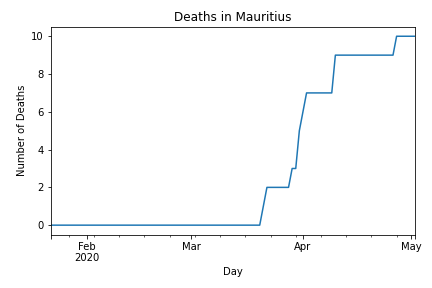 Deaths in Mauritius
10
8
6
4
2
0
Number of Deaths
Feb
2020
Mar
Apr
May
Day